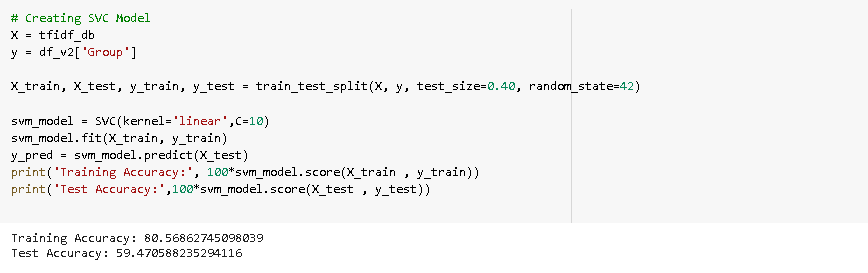 # Creating SVC Model
X = tfidf_db
y = df_v2['Group']
X_train, X_test, y_train, y_test = train_test_split(X, y, test_size=0.40, random_state=42)
svm_model = SVC(kernel='linear',C=10)
svm_model.fit(X_train, y_train)
y_pred = svm_model.predict(X_test)
print('Training Accuracy:', 100*svm_model.score(X_train , y_train))
print('Test Accuracy:',100*svm_model.score(X_test , y_test))
Training Accuracy: 80.56862745098039
Test Accuracy: 59.470588235294116